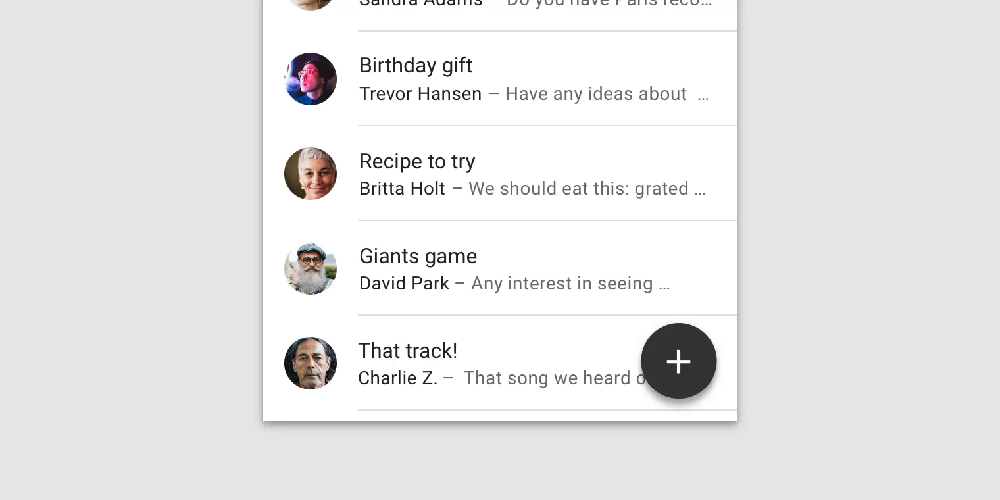 Sandra Adams – Do you have Paris reco…
Birthday gift
Trevor Hansen – Have any ideas about …
Recipe to try
Britta Holt – We should eat this: grated …
Giants game
David Park – Any interest in seeing …
That track!
Charlie Z. – That song we heard